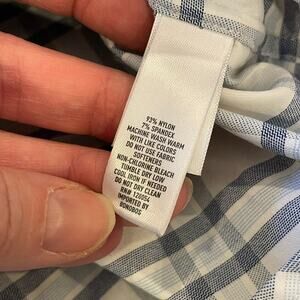 93% NYLON
7% SPANDEX
MACHINE WASH WARM
WITH LIKE COLORS
DO NOT USE FABRIC
SOFTENERS
NON-CHLORINE BLEACH
TUMBLE DRY LOW
COOL IRON IF NEEDED
DO NOT DRY CLEAN
RN# 128054
IMPORTED BY
BONOBOS